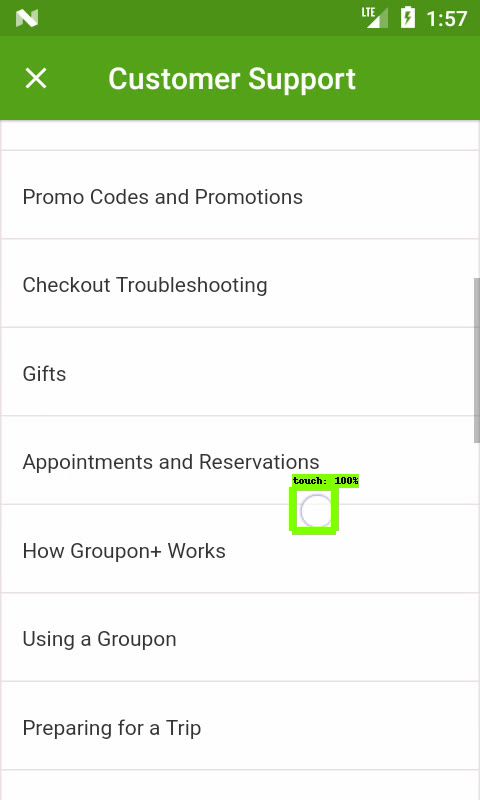 LTE 1:57
Customer Support
Promo Codes and Promotions
Checkout Troubleshooting
Gifts
Appointments and Reservations
touch: 100%
How Groupon+ Works
Using a Groupon
Preparing for a Trip